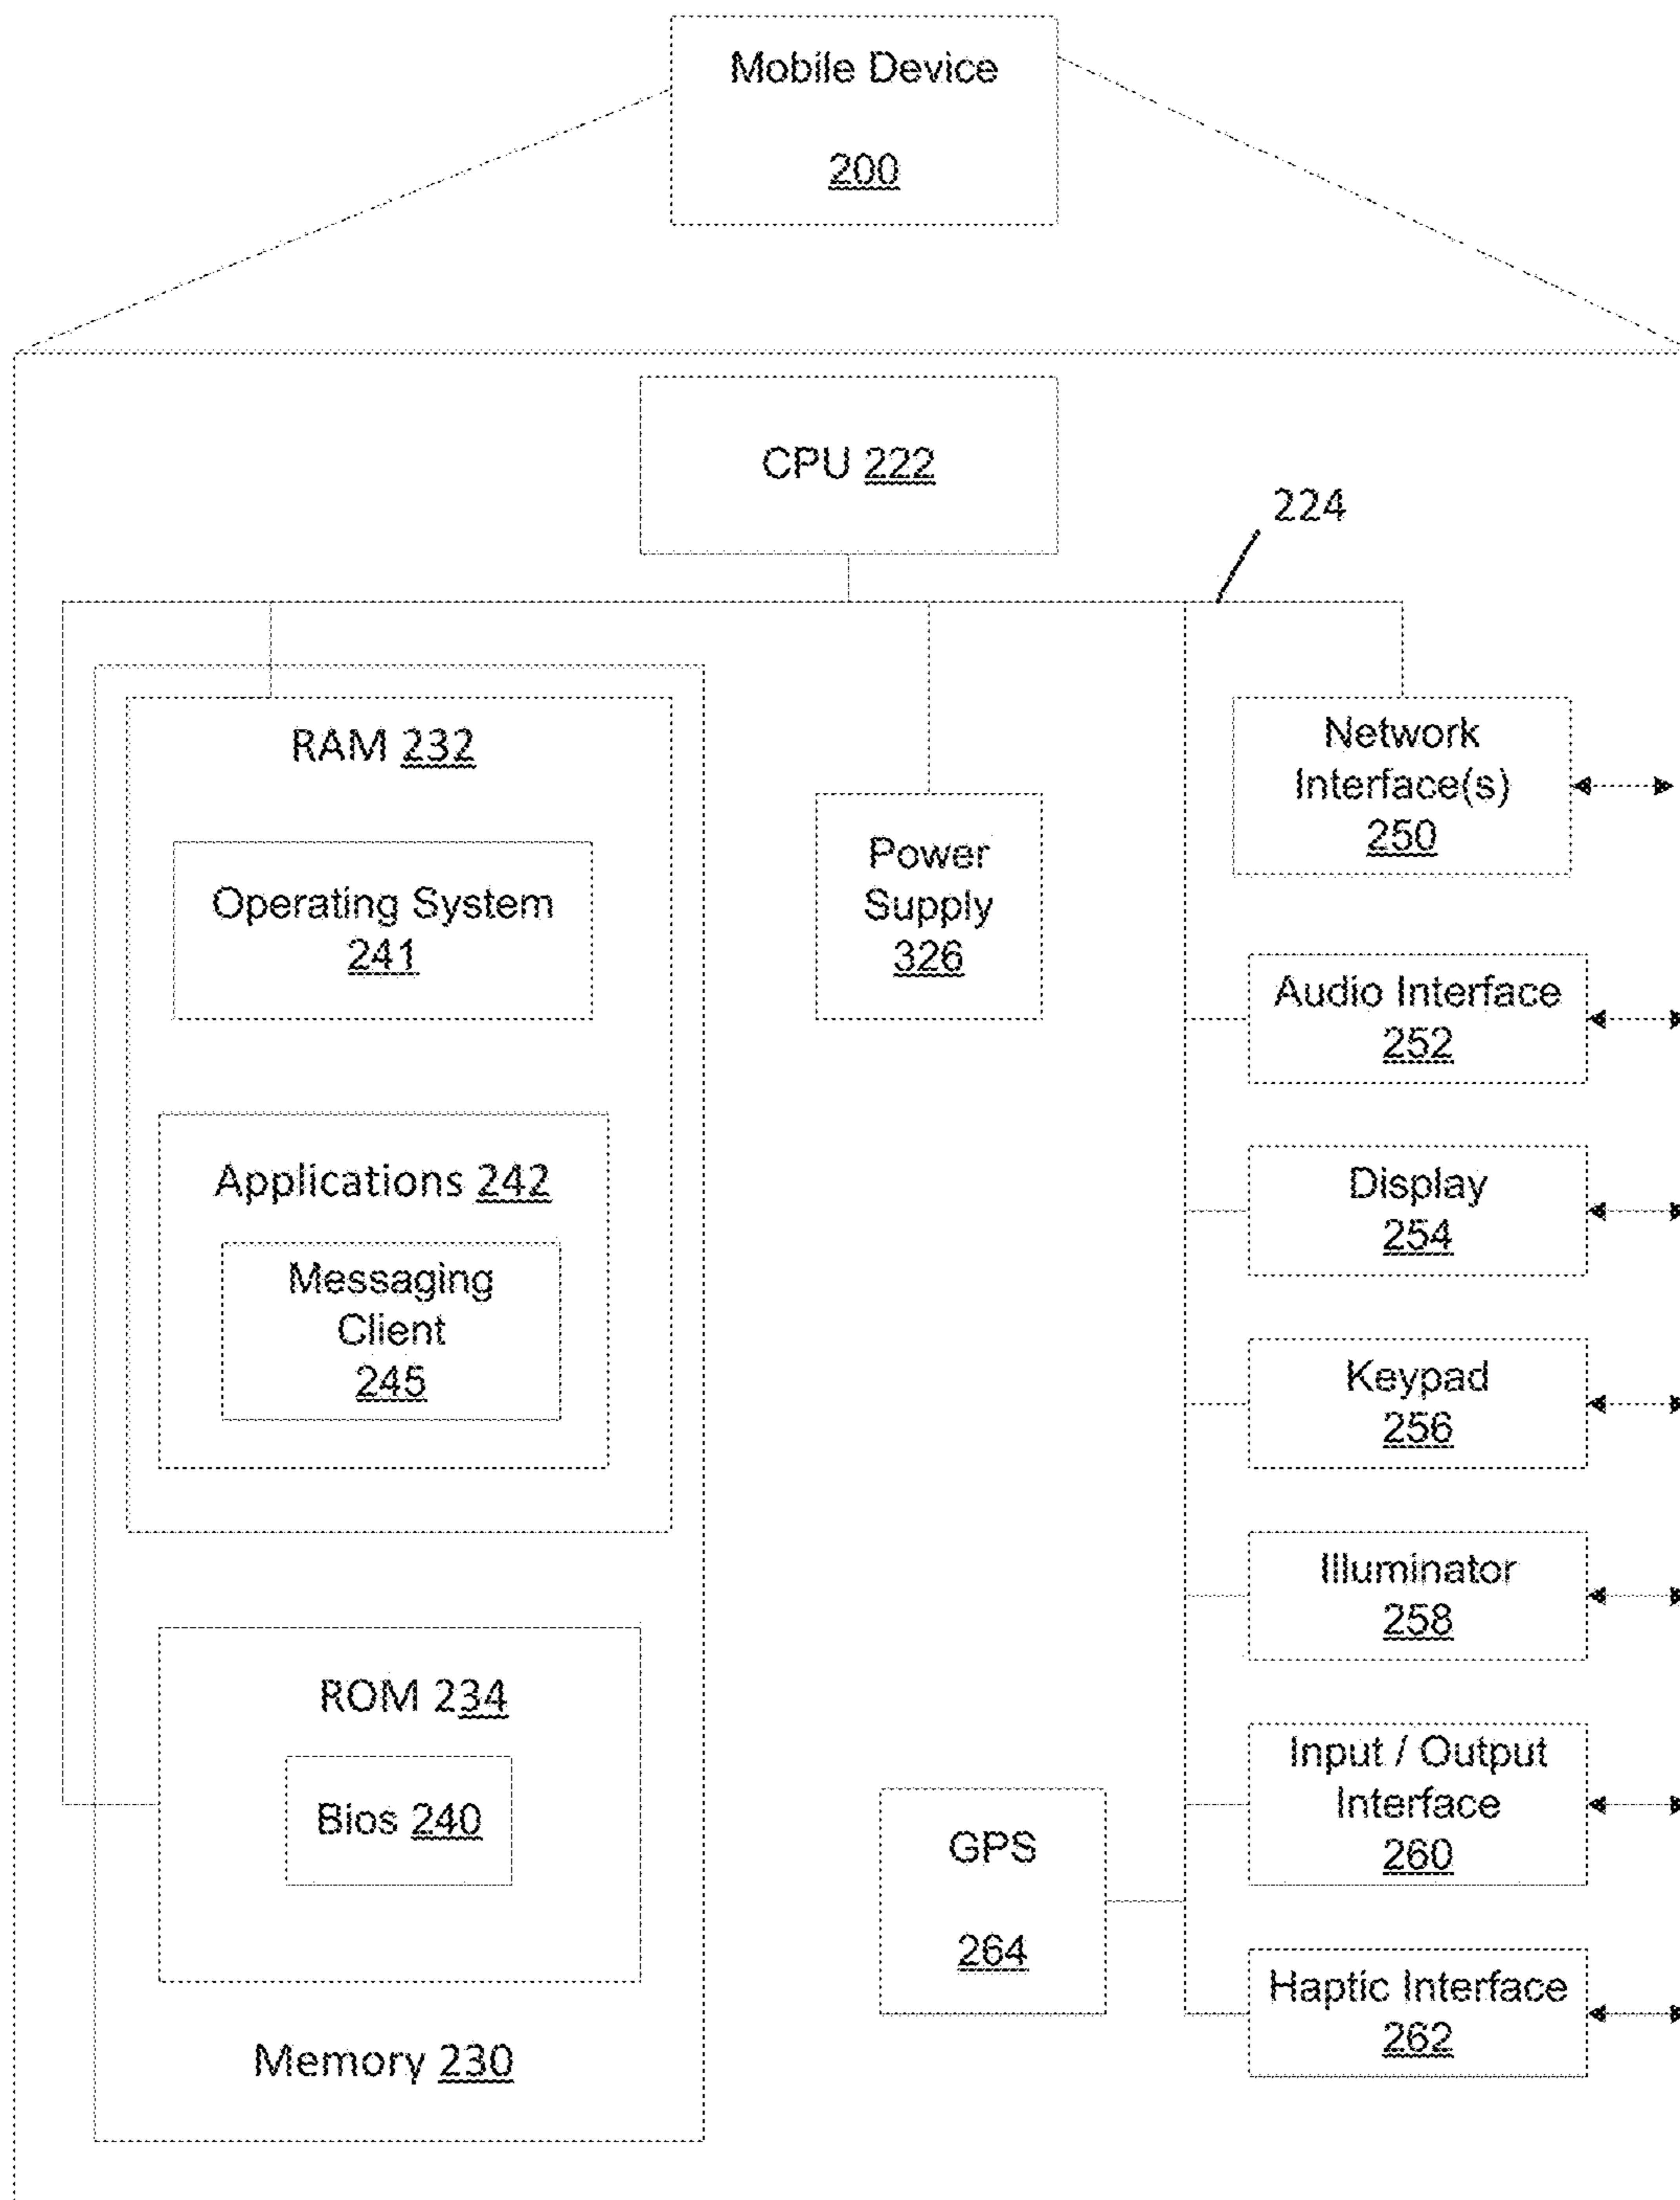 Mobile Device
200
CPU 222
224
RAM 232
Operating System
241
Applications 242
Messaging
Client
245
ROM 234
Bios 240
Memory 230
Power
Supply
326
GPS
264
Network
Interface(s)
250
Audio Interface
252
Display
254
Keypad
256
Illuminator
258
Input / Output
Interface
260
Haptic Interface
262